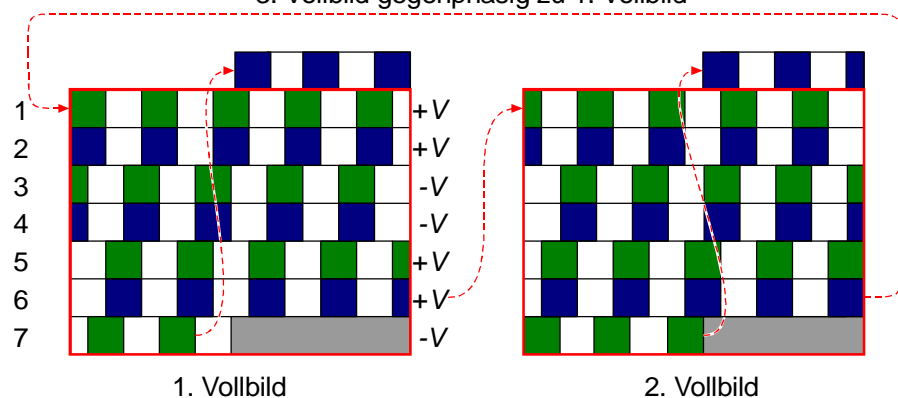 3. Vollbild gegenphasig zu 1. Vollbild
1 +V
2 +V
3 -V
4 -V
5 +V
6 +V
7 -V
1. Vollbild 2. Vollbild